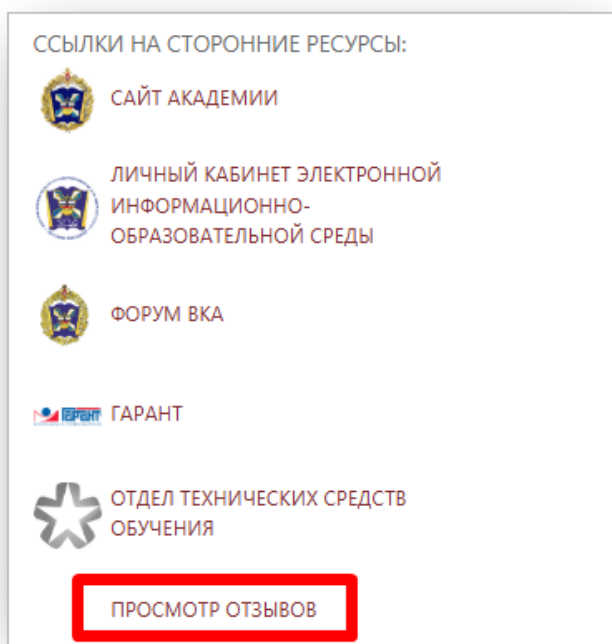 ССЫЛКИ НА СТОРОННИЕ РЕСУРСЫ:
САЙТ АКАДЕМИИ
ЛИЧНЫЙ КАБИНЕТ ЭЛЕКТРОННОЙ
ИНФОРМАЦИОННО-
ОБРАЗОВАТЕЛЬНОЙ СРЕДЫ
ФОРУМ ВКА
ГАРАНТ
ГАРАНТ
ОТДЕЛ ТЕХНИЧЕСКИХ СРЕДСТВ
ОБУЧЕНИЯ
ПРОСМОТР ОТЗЫВОВ